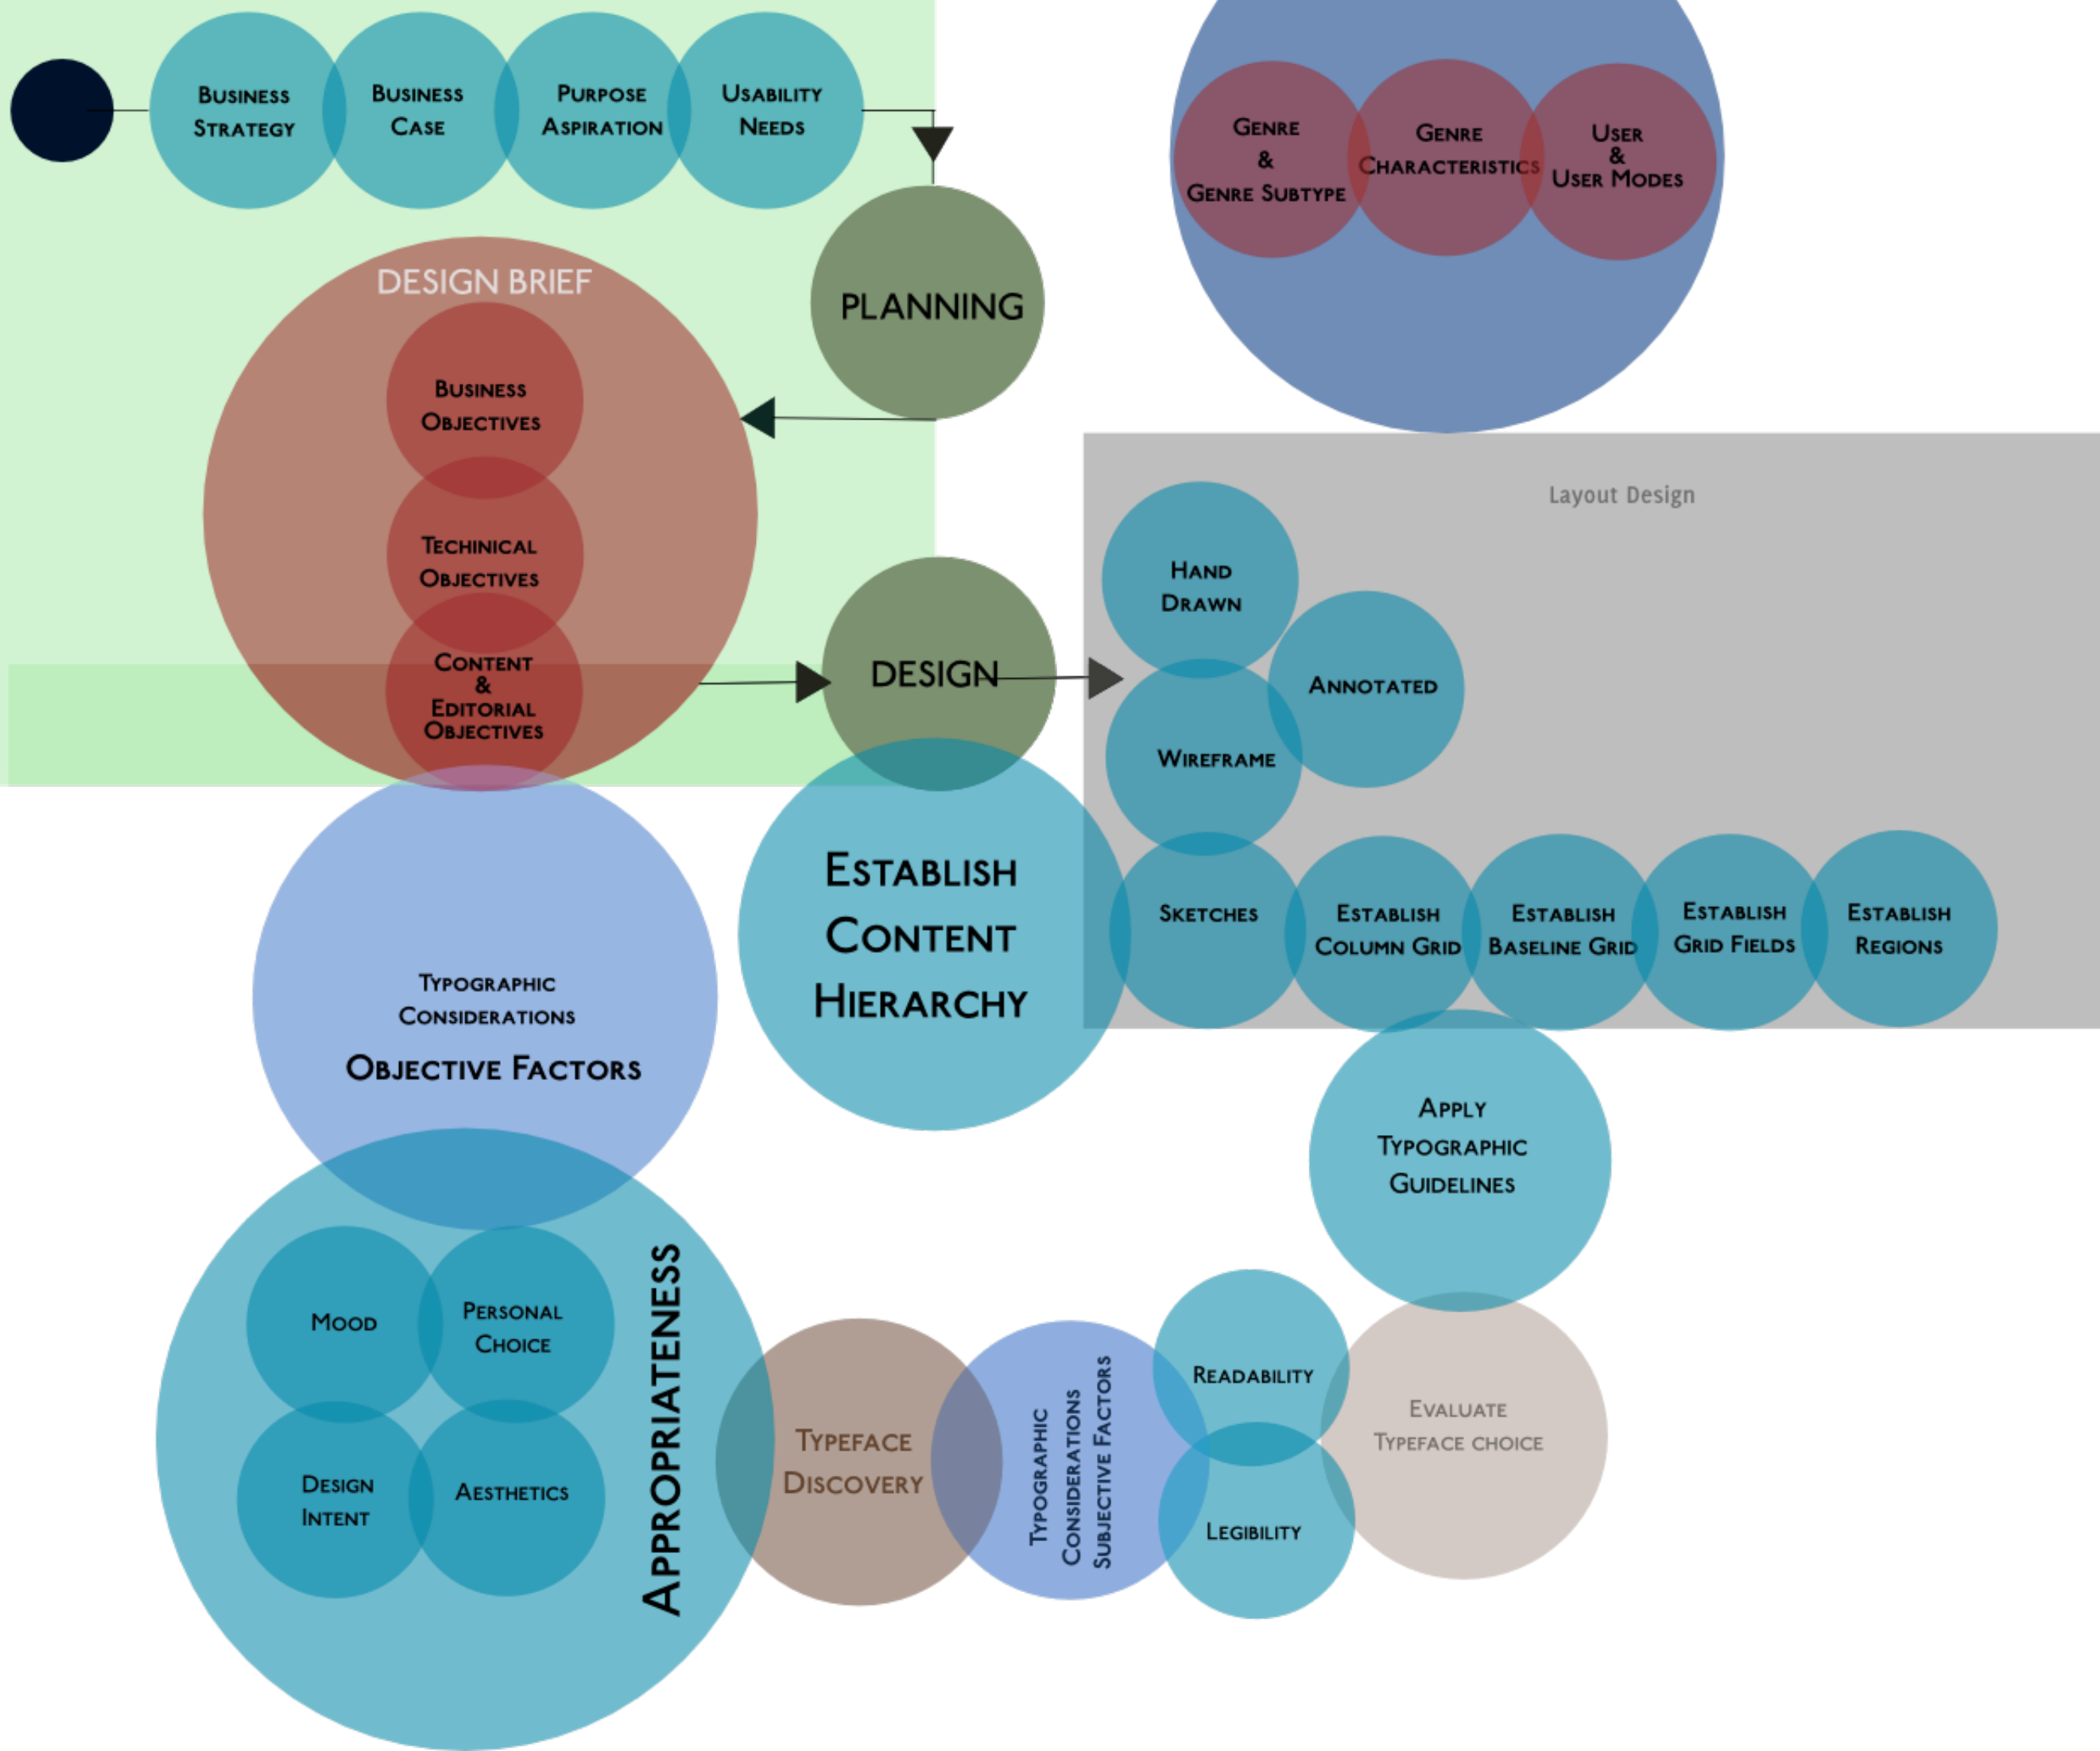 BUSINESS
STRATEGY
BUSINESS
CASE
PURPOSE
ASPIRATION
USABILITY
NEEDS
GENRE
&
GENRE SUBTYPE
GENRE
CHARACTERISTICS
USER
&
USER MODES
PLANNING
DESIGN BRIEF
BUSINESS
OBJECTIVES
TECHINICAL
OBJECTIVES
CONTENT
&
EDITORIAL
OBJECTIVES
DESIGN
Layout Design
HAND
DRAWN
ANNOTATED
WIREFRAME
SKETCHES
ESTABLISH
COLUMN GRID
ESTABLISH
BASELINE GRID
ESTABLISH
GRID FIELDS
ESTABLISH
REGIONS
ESTABLISH
CONTENT
HIERARCHY
TYPOGRAPHIC
CONSIDERATIONS
OBJECTIVE FACTORS
APPLY
TYPOGRAPHIC
GUIDELINES
MOOD
PERSONAL
CHOICE
DESIGN
INTENT
AESTHETICS
APPROPRIATENESS
TYPEFACE
DISCOVERY
TYPOGRAPHIC
CONSIDERATIONS
SUBJECTIVE FACTORS
READABILITY
LEGIBILITY
EVALUATE
TYPEFACE CHOICE